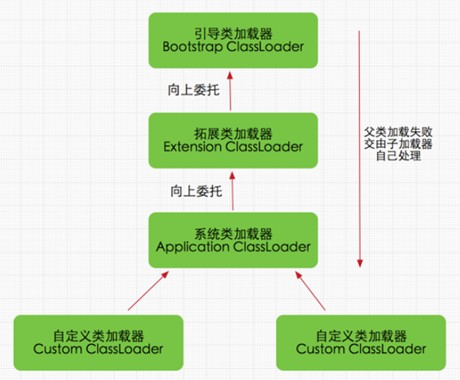 引导类加载器
Bootstrap ClassLoader
向上委托
拓展类加载器
Extension ClassLoader
父类加载失败
交由子加载器
自己处理
向上委托
系统类加载器
Application ClassLoader
自定义类加载器
Custom ClassLoader
自定义类加载器
Custom ClassLoader